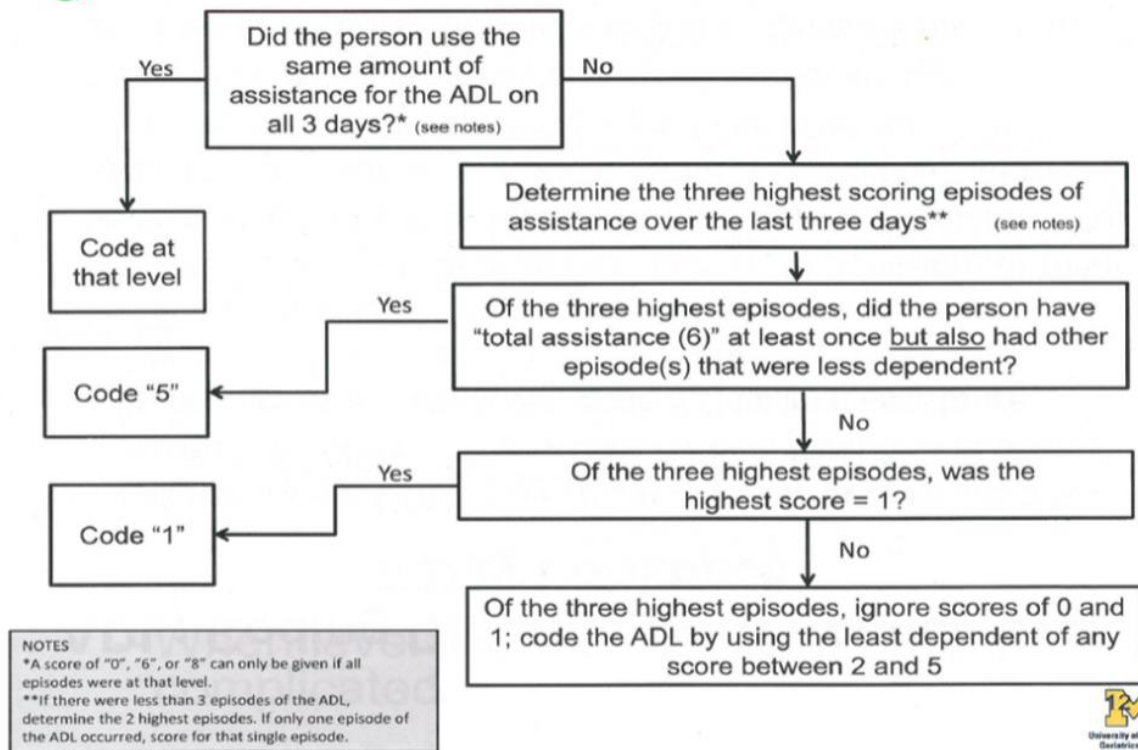 Did the person use the
same amount of
assistance for the ADL on
all 3 days?* (see notes)
Yes
No
Code at
that level
Determine the three highest scoring episodes of
assistance over the last three days** (see notes)
Of the three highest episodes, did the person have
“total assistance (6)” at least once but also had other
episode(s) that were less dependent?
Yes
Code “5”
No
Of the three highest episodes, was the
highest score = 1?
Yes
Code “1”
No
Of the three highest episodes, ignore scores of 0 and
1; code the ADL by using the least dependent of any
score between 2 and 5
NOTES
*A score of “0”, “6”, or “8” can only be given if all
episodes were at that level.
**If there were less than 3 episodes of the ADL,
determine the 2 highest episodes. If only one episode of
the ADL occurred, score for that single episode.
University of
Geriatrics